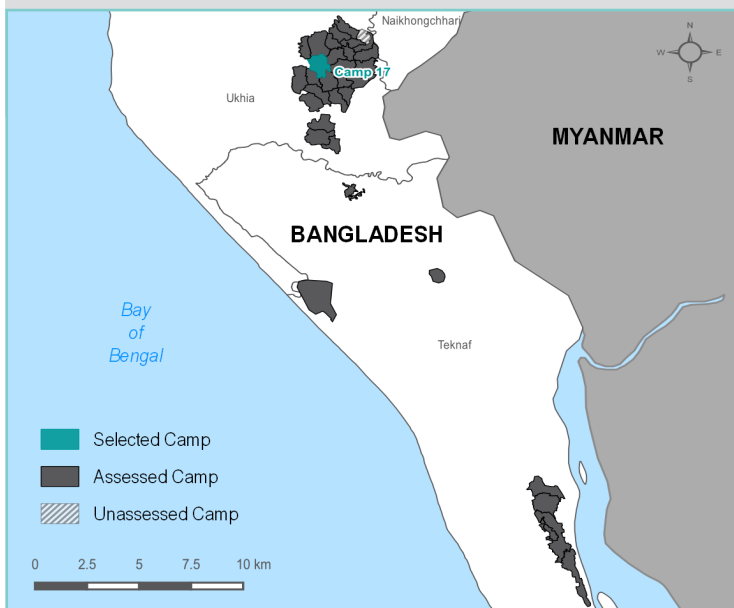 Naikhongchhari
N
W E
S
Camp 17
Ukhia
MYANMAR
BANGLADESH
Bay
of
Bengal
Teknaf
Selected Camp
Assessed Camp
Unassessed Camp
0 2.5 5 7.5 10 km